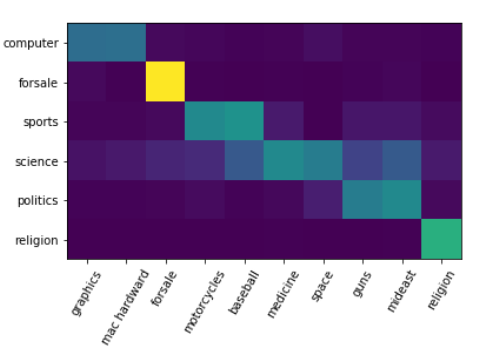 computer
forsale
sports
science
politics
religion
graphics
mac hardward
forsale
motorcycles
baseball
medicine
space
guns
mideast
religion